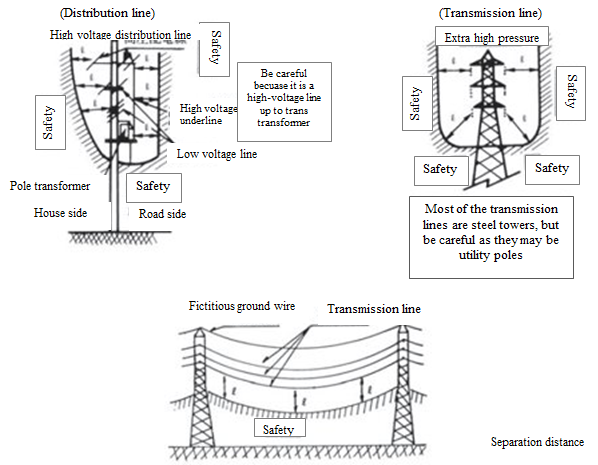 (Distribution line)
High voltage distribution line
Safety
Safety
Be careful
becuase it is a
high-voltage line
up to trans
transformer
High voltage
underline
Low voltage line
Pole transformer
Safety
House side
Road side
ℓ
ℓ
ℓ
ℓ
ℓ
(Transmission line)
Extra high pressure
Safety
Safety
ℓ
ℓ
ℓ
ℓ
Safety
Safety
Most of the transmission
lines are steel towers, but
be careful as they may be
utility poles
Fictitious ground wire
Transmission line
ℓ
ℓ
ℓ
Safety
Separation distance